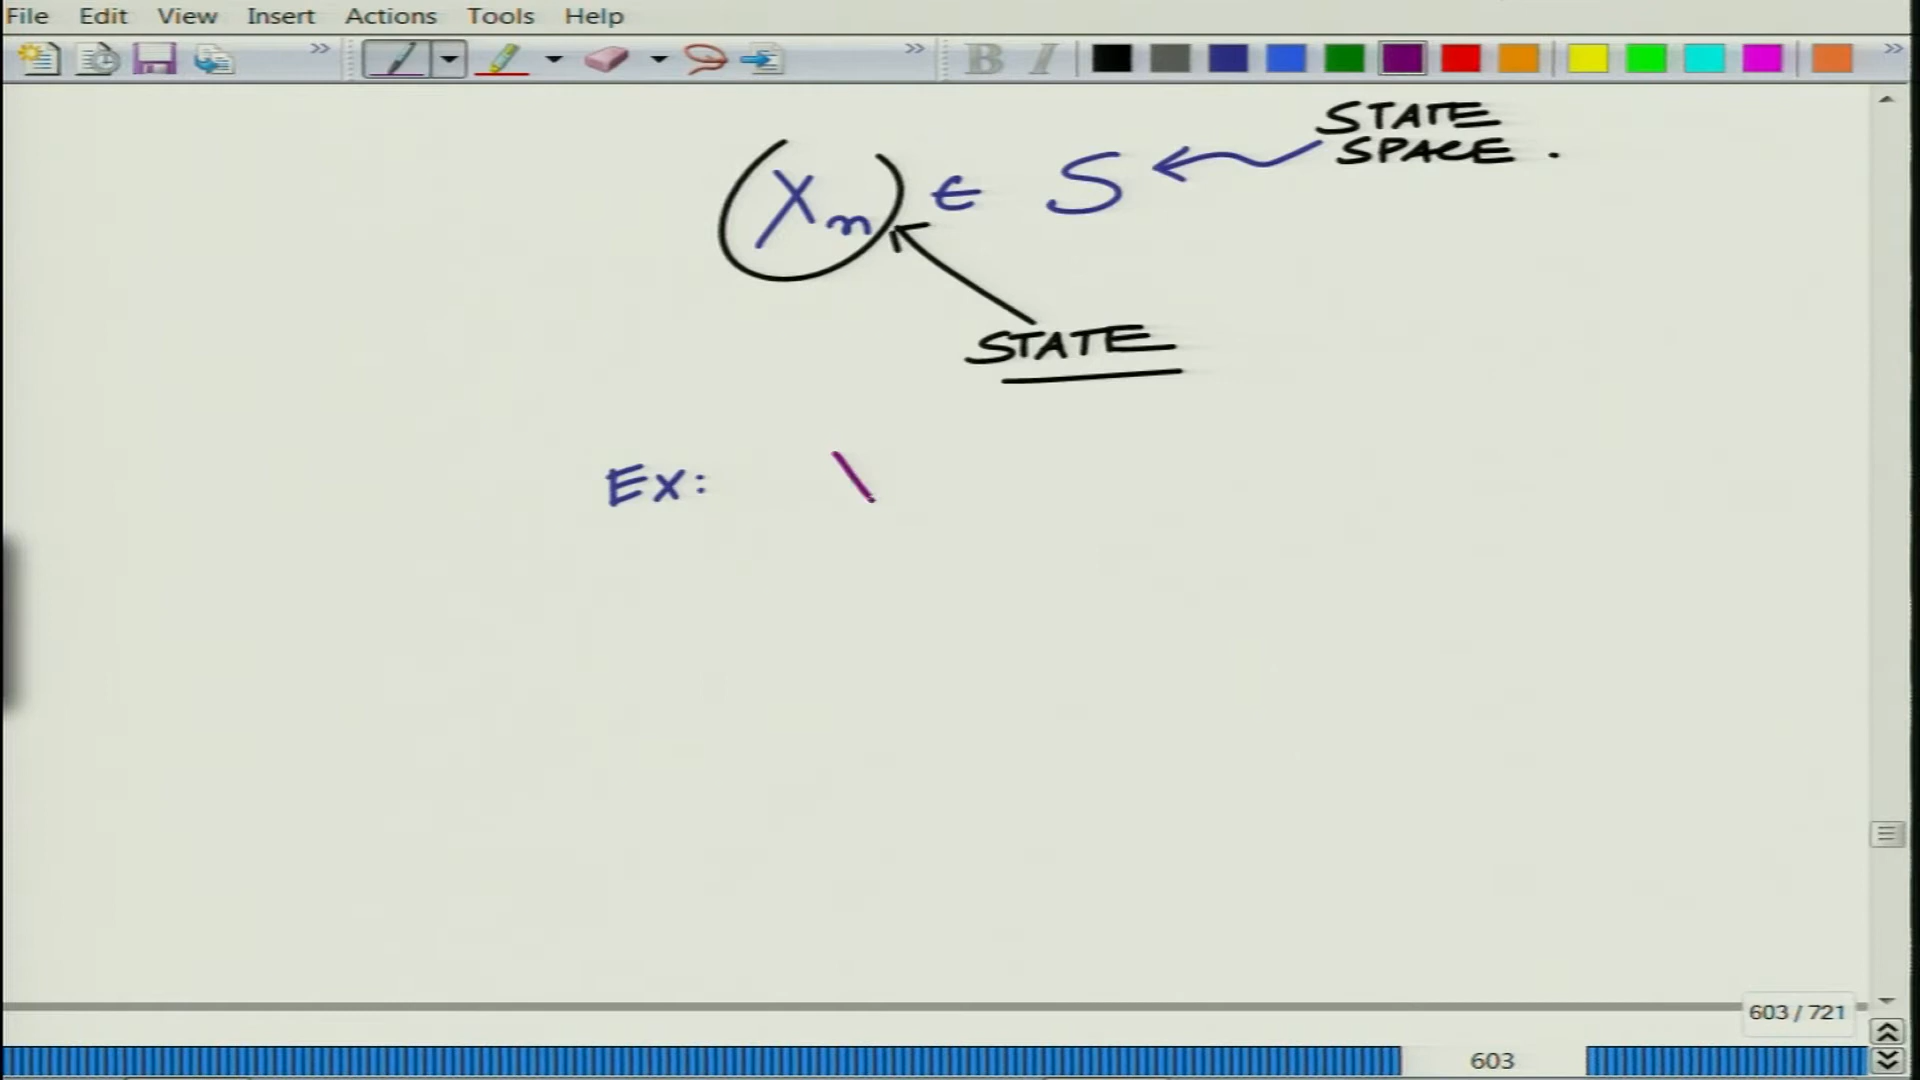 File Edit View Insert Actions Tools Help
B I
STATE
SPACE .
(Xn) ∈ S
STATE
Ex:
603 / 721
603